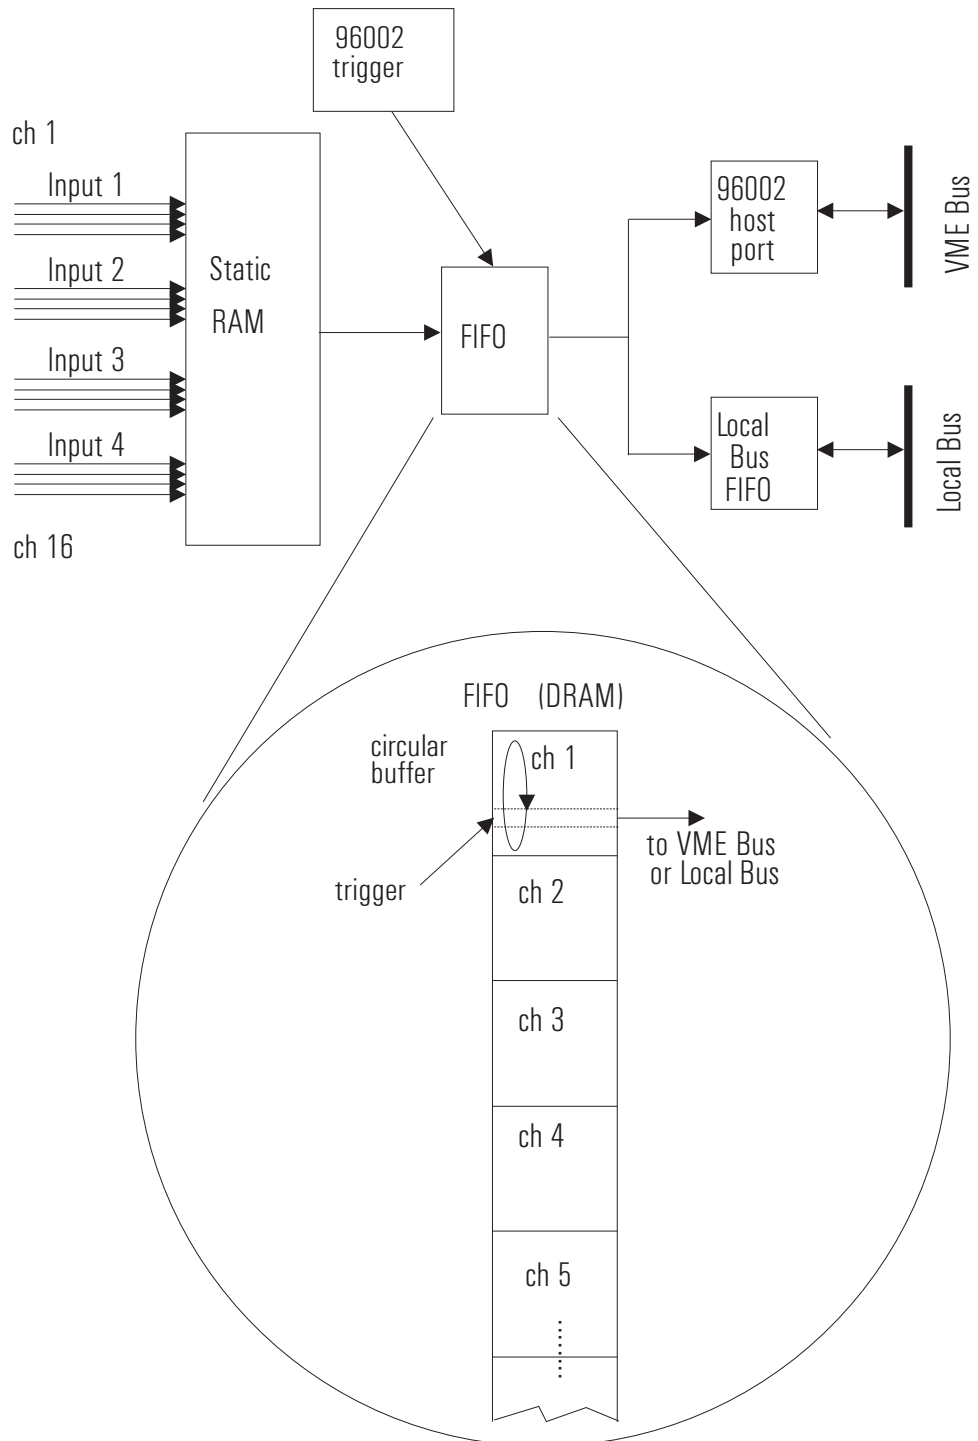 96002
trigger
ch 1
Input 1
Input 2
Input 3
Input 4
ch 16
Static
RAM
FIFO
96002
host
port
VME Bus
Local
Bus
FIFO
Local Bus
FIFO (DRAM)
circular
buffer
ch 1
trigger
to VME Bus
or Local Bus
ch 2
ch 3
ch 4
ch 5